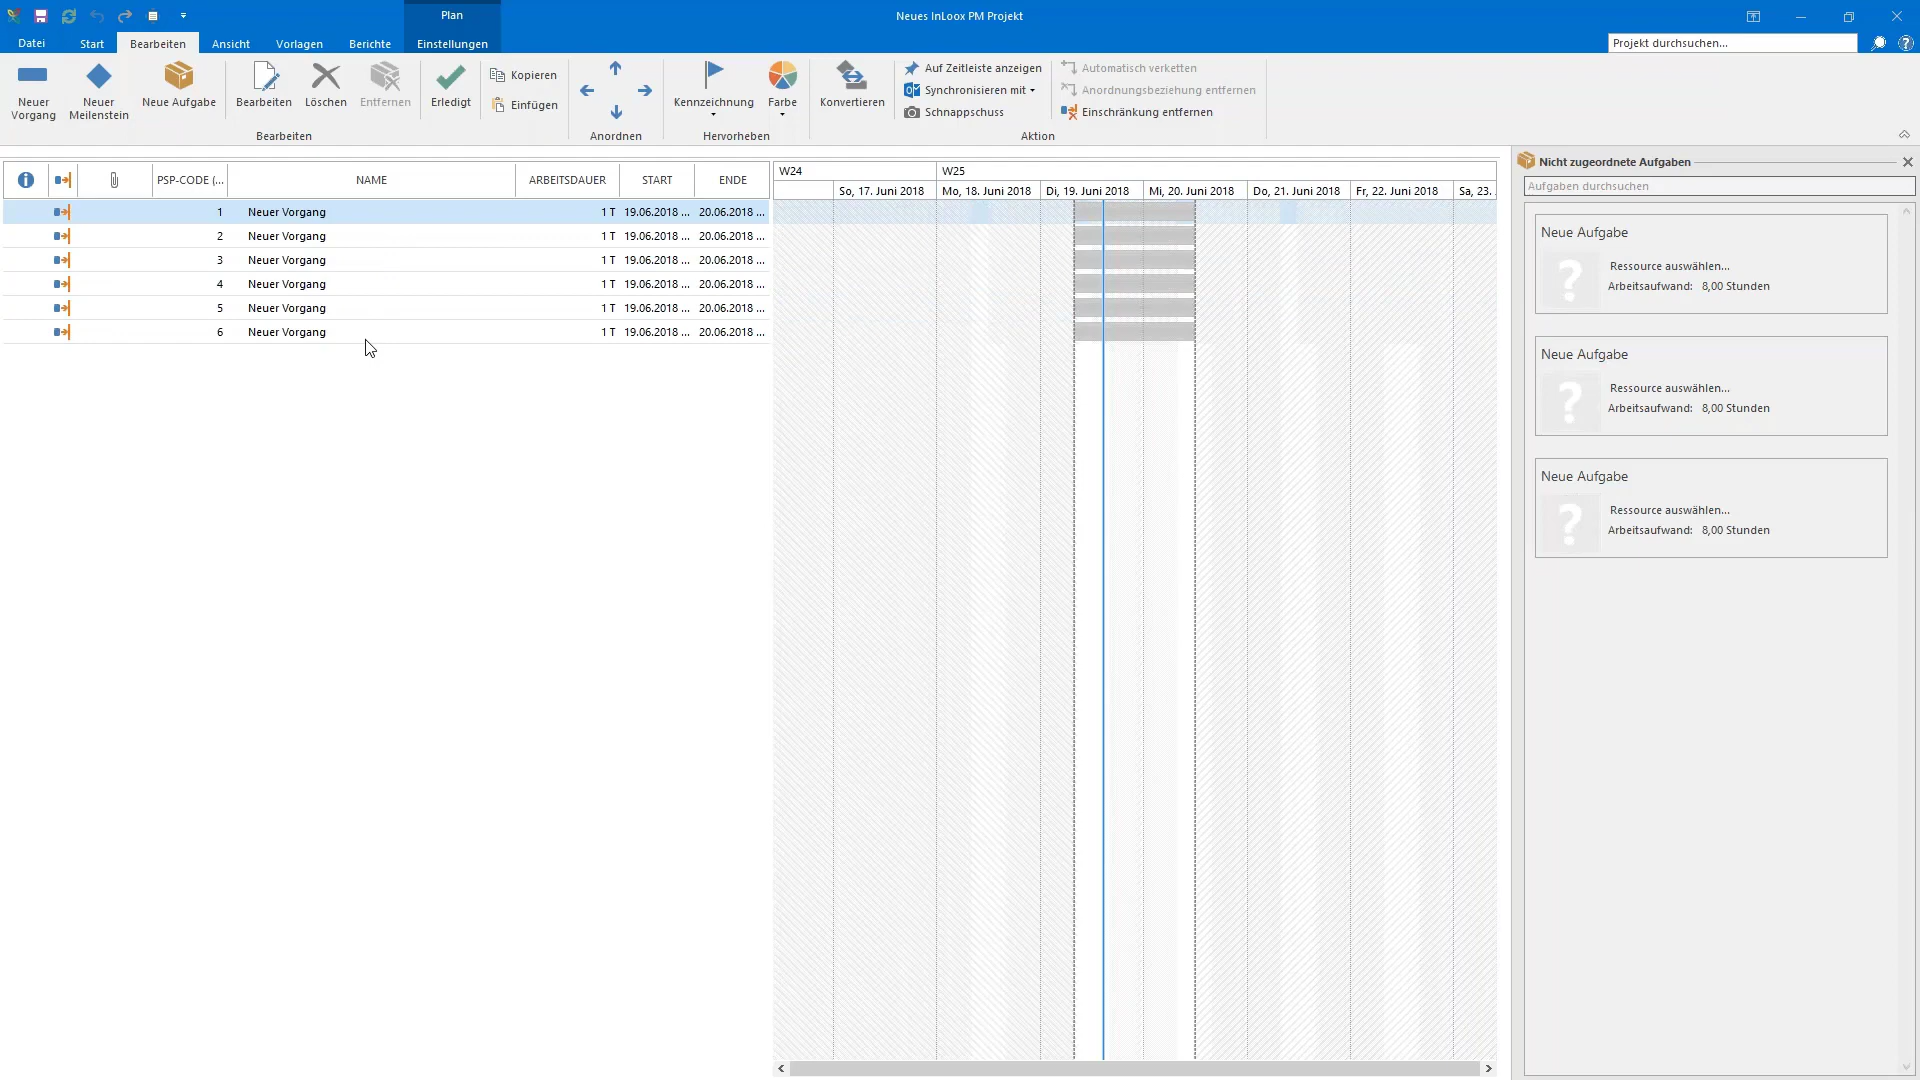 Plan
Neues InLoox PM Projekt
Datei
Start
Bearbeiten
Ansicht
Vorlagen
Berichte
Einstellungen
Projekt durchsuchen...
Neuer Vorgang
Neuer Meilenstein
Neue Aufgabe
Bearbeiten
Löschen
Entfernen
Erledigt
Kopieren
Einfügen
Kennzeichnung
Farbe
Konvertieren
Auf Zeitleiste anzeigen
Synchronisieren mit
Schnappschuss
Automatisch verketten
Anordnungsbeziehung entfernen
Einschränkung entfernen
Bearbeiten
Anordnen
Hervorheben
Aktion
PSP-CODE (...
NAME
ARBEITSDAUER
START
ENDE
W24
W25
So, 17. Juni 2018
Mo, 18. Juni 2018
Di, 19. Juni 2018
Mi, 20. Juni 2018
Do, 21. Juni 2018
Fr, 22. Juni 2018
Sa, 23.
1 Neuer Vorgang 1 T 19.06.2018 ... 20.06.2018 ...
2 Neuer Vorgang 1 T 19.06.2018 ... 20.06.2018 ...
3 Neuer Vorgang 1 T 19.06.2018 ... 20.06.2018 ...
4 Neuer Vorgang 1 T 19.06.2018 ... 20.06.2018 ...
5 Neuer Vorgang 1 T 19.06.2018 ... 20.06.2018 ...
6 Neuer Vorgang 1 T 19.06.2018 ... 20.06.2018 ...
Nicht zugeordnete Aufgaben
Aufgaben durchsuchen
Neue Aufgabe
?
Ressource auswählen...
Arbeitsaufwand: 8,00 Stunden
Neue Aufgabe
?
Ressource auswählen...
Arbeitsaufwand: 8,00 Stunden
Neue Aufgabe
?
Ressource auswählen...
Arbeitsaufwand: 8,00 Stunden